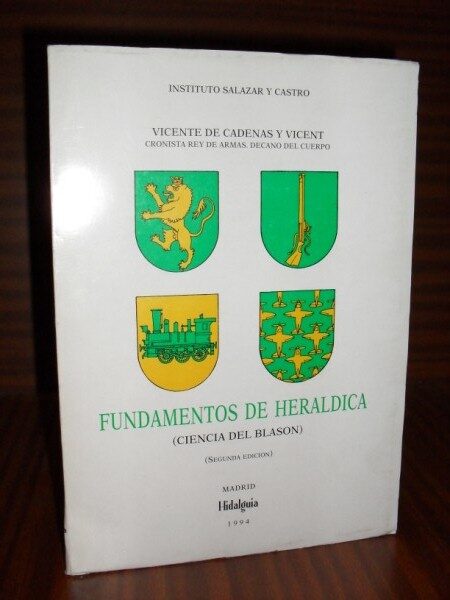 INSTITUTO SALAZAR Y CASTRO
VICENTE DE CADENAS Y VICENT
CRONISTA REY DE ARMAS. DECANO DEL CUERPO
FUNDAMENTOS DE HERALDICA
(CIENCIA DEL BLASON)
(SEGUNDA EDICION)
MADRID
Hidalguía
1994